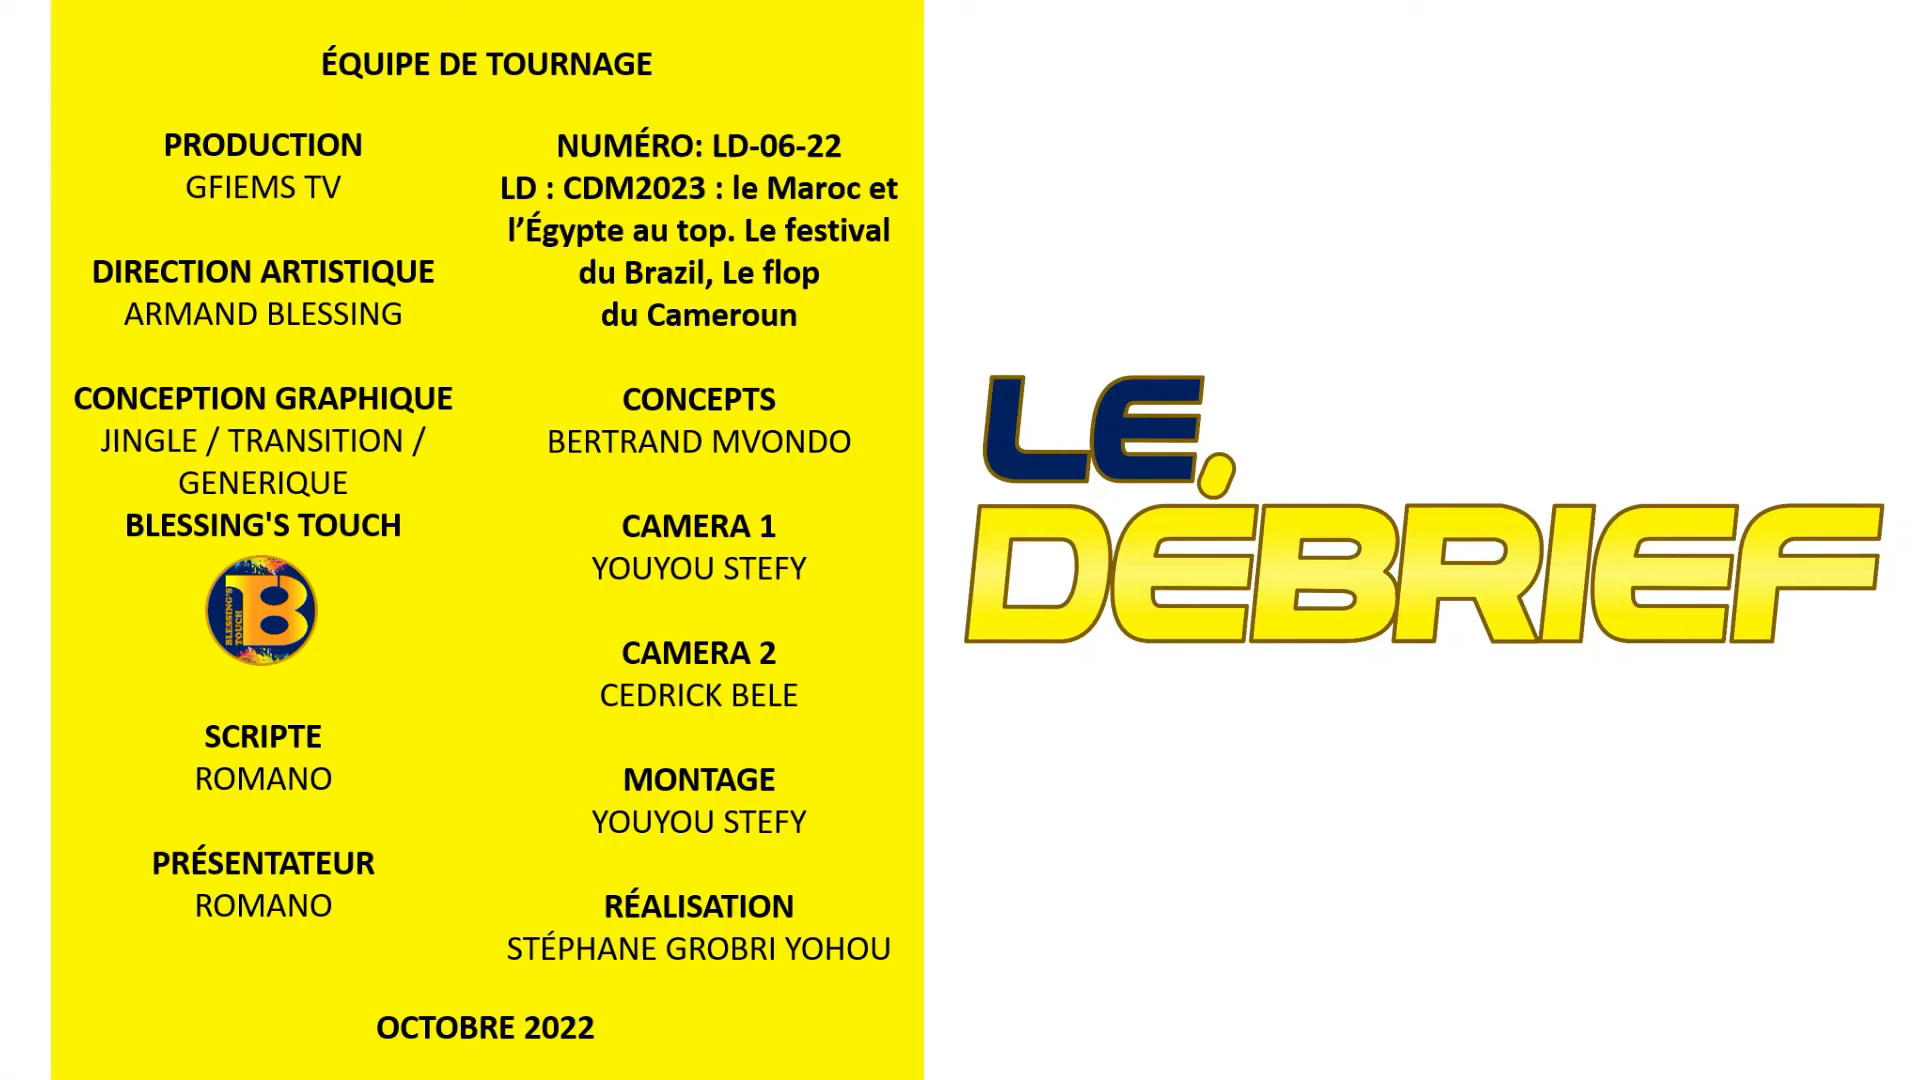 ÉQUIPE DE TOURNAGE
PRODUCTION
GFIEMS TV
DIRECTION ARTISTIQUE
ARMAND BLESSING
CONCEPTION GRAPHIQUE
JINGLE / TRANSITION /
GENERIQUE
BLESSING'S TOUCH
BLESSING'S
TOUCH
B
SCRIPTE
ROMANO
PRÉSENTATEUR
ROMANO
NUMÉRO: LD-06-22
LD : CDM2023 : le Maroc et
l’Égypte au top. Le festival
du Brazil, Le flop
du Cameroun
CONCEPTS
BERTRAND MVONDO
CAMERA 1
YOUYOU STEFY
CAMERA 2
CEDRICK BELE
MONTAGE
YOUYOU STEFY
RÉALISATION
STÉPHANE GROBRI YOHOU
OCTOBRE 2022
LE
DÉBRIEF